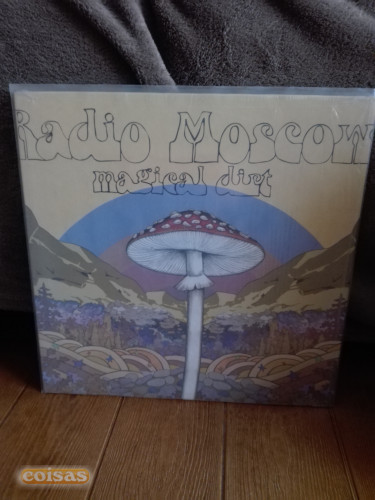 Radio Moscow
magical dirt
coisas